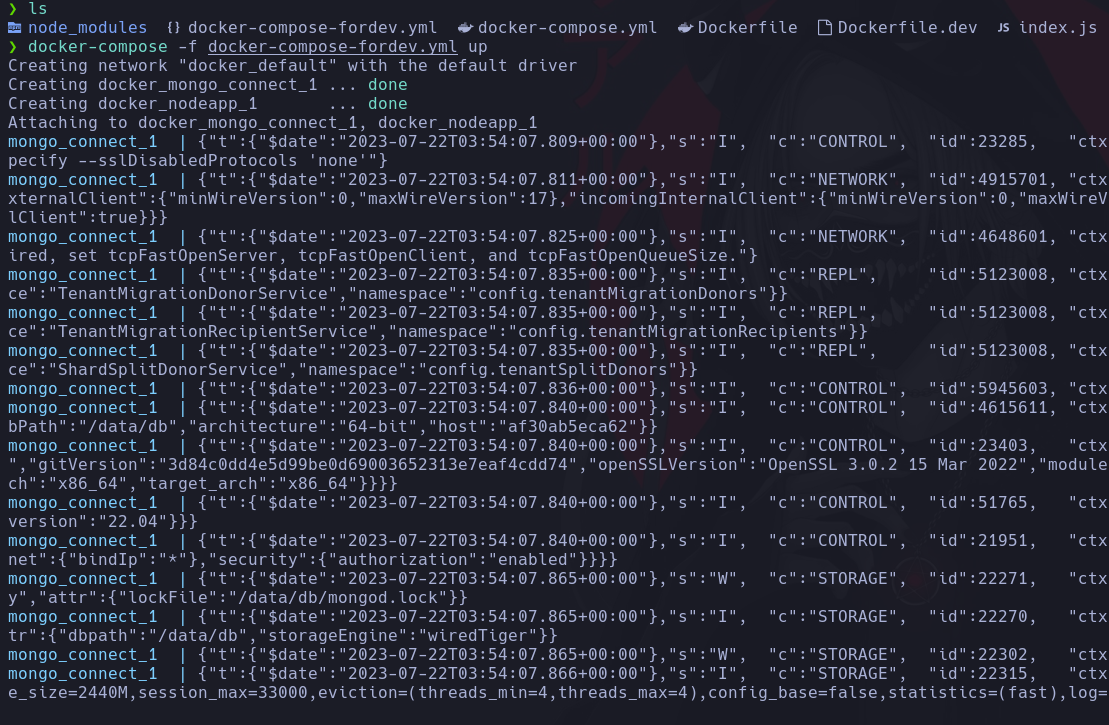 ❯ ls
node_modules {} docker-compose-fordev.yml docker-compose.yml Dockerfile Dockerfile.dev JS index.js
❯ docker-compose -f docker-compose-fordev.yml up
Creating network "docker_default" with the default driver
Creating docker_mongo_connect_1 ... done
Creating docker_nodeapp_1       ... done
Attaching to docker_mongo_connect_1, docker_nodeapp_1
mongo_connect_1  | {"t":{"$date":"2023-07-22T03:54:07.809+00:00"},"s":"I",  "c":"CONTROL",  "id":23285,   "ctx
pecify --sslDisabledProtocols 'none'"}
mongo_connect_1  | {"t":{"$date":"2023-07-22T03:54:07.811+00:00"},"s":"I",  "c":"NETWORK",  "id":4915701, "ctx
xternalClient":{"minWireVersion":0,"maxWireVersion":17},"incomingInternalClient":{"minWireVersion":0,"maxWireV
lClient":true}}}
mongo_connect_1  | {"t":{"$date":"2023-07-22T03:54:07.825+00:00"},"s":"I",  "c":"NETWORK",  "id":4648601, "ctx
ired, set tcpFastOpenServer, tcpFastOpenClient, and tcpFastOpenQueueSize."}
mongo_connect_1  | {"t":{"$date":"2023-07-22T03:54:07.835+00:00"},"s":"I",  "c":"REPL",     "id":5123008, "ctx
ce":"TenantMigrationDonorService","namespace":"config.tenantMigrationDonors"}}
mongo_connect_1  | {"t":{"$date":"2023-07-22T03:54:07.835+00:00"},"s":"I",  "c":"REPL",     "id":5123008, "ctx
ce":"TenantMigrationRecipientService","namespace":"config.tenantMigrationRecipients"}}
mongo_connect_1  | {"t":{"$date":"2023-07-22T03:54:07.835+00:00"},"s":"I",  "c":"REPL",     "id":5123008, "ctx
ce":"ShardSplitDonorService","namespace":"config.tenantSplitDonors"}}
mongo_connect_1  | {"t":{"$date":"2023-07-22T03:54:07.836+00:00"},"s":"I",  "c":"CONTROL",  "id":5945603, "ctx
mongo_connect_1  | {"t":{"$date":"2023-07-22T03:54:07.840+00:00"},"s":"I",  "c":"CONTROL",  "id":4615611, "ctx
bPath":"/data/db","architecture":"64-bit","host":"af30ab5eca62"}}
mongo_connect_1  | {"t":{"$date":"2023-07-22T03:54:07.840+00:00"},"s":"I",  "c":"CONTROL",  "id":23403,   "ctx
","gitVersion":"3d84c0dd4e5d99be0d69003652313e7eaf4cdd74","openSSLVersion":"OpenSSL 3.0.2 15 Mar 2022","module
ch":"x86_64","target_arch":"x86_64"}}}}
mongo_connect_1  | {"t":{"$date":"2023-07-22T03:54:07.840+00:00"},"s":"I",  "c":"CONTROL",  "id":51765,   "ctx
version":"22.04"}}}
mongo_connect_1  | {"t":{"$date":"2023-07-22T03:54:07.840+00:00"},"s":"I",  "c":"CONTROL",  "id":21951,   "ctx
net":{"bindIp":"*"},"security":{"authorization":"enabled"}}}}
mongo_connect_1  | {"t":{"$date":"2023-07-22T03:54:07.865+00:00"},"s":"W",  "c":"STORAGE",  "id":22271,   "ctx
y","attr":{"lockFile":"/data/db/mongod.lock"}}
mongo_connect_1  | {"t":{"$date":"2023-07-22T03:54:07.865+00:00"},"s":"I",  "c":"STORAGE",  "id":22270,   "ctx
tr":{"dbpath":"/data/db","storageEngine":"wiredTiger"}}
mongo_connect_1  | {"t":{"$date":"2023-07-22T03:54:07.865+00:00"},"s":"W",  "c":"STORAGE",  "id":22302,   "ctx
mongo_connect_1  | {"t":{"$date":"2023-07-22T03:54:07.866+00:00"},"s":"I",  "c":"STORAGE",  "id":22315,   "ctx
e_size=2440M,session_max=33000,eviction=(threads_min=4,threads_max=4),config_base=false,statistics=(fast),log=